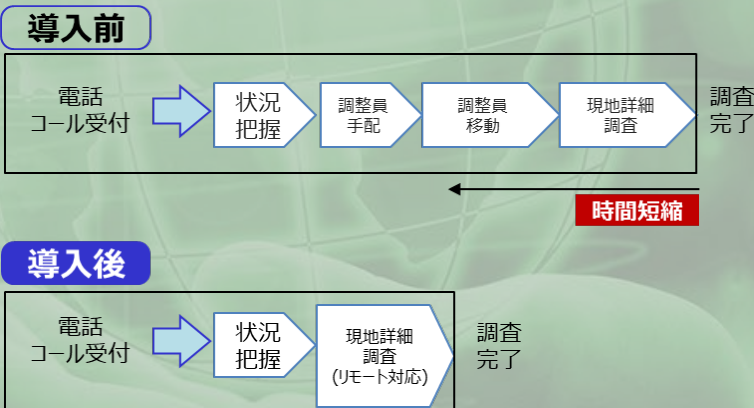 導入前
電話
コール受付
状況
把握
調整員
手配
調整員
移動
現地詳細
調査
調査
完了
時間短縮
導入後
電話
コール受付
状況
把握
現地詳細
調査
(リモート対応)
調査
完了